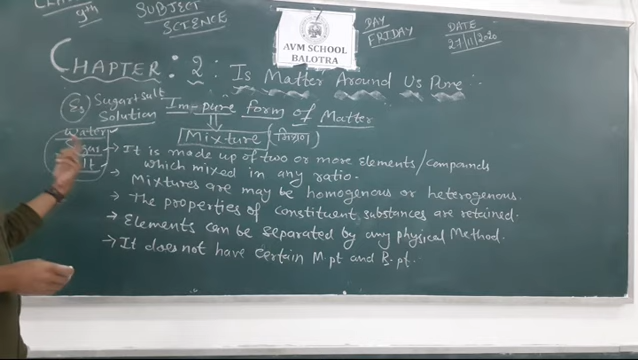 CLASS
9th
SUBJECT
SCIENCE
AVM SCHOOL
BALOTRA
DAY
FRIDAY
DATE
27/11/2020
CHAPTER : 2 : Is Matter Around Us Pure :-
Eg Sugar+salt
Solution
Im-pure form of Matter
water
Sugar
Mixture (मिश्रण)
→ It is made up of two or more elements/compounds
which mixed in any ratio.
→ Mixtures are may be homogenous or heterogenous.
→ The properties of constituent substances are retained.
→ Elements can be separated by any physical Method.
→ It does not have certain M.pt and B.pt.